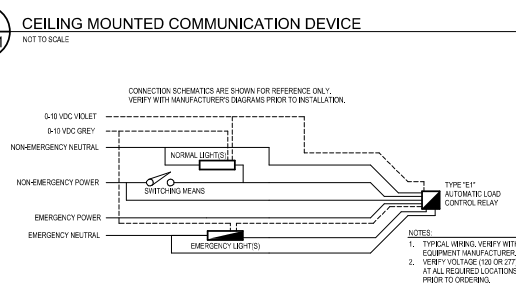 CEILING MOUNTED COMMUNICATION DEVICE
NOT TO SCALE
CONNECTION SCHEMATICS ARE SHOWN FOR REFERENCE ONLY.
VERIFY WITH MANUFACTURER'S DIAGRAMS PRIOR TO INSTALLATION.
0-10 VDC VIOLET
0-10 VDC GREY
NON-EMERGENCY NEUTRAL
NORMAL LIGHT(S)
NON-EMERGENCY POWER
SWITCHING MEANS
TYPE "E1"
AUTOMATIC LOAD
CONTROL RELAY
EMERGENCY POWER
EMERGENCY NEUTRAL
EMERGENCY LIGHT(S)
NOTES:
1. TYPICAL WIRING. VERIFY WITH
EQUIPMENT MANUFACTURER.
2. VERIFY VOLTAGE (120 OR 277
AT ALL REQUIRED LOCATIONS
PRIOR TO ORDERING.